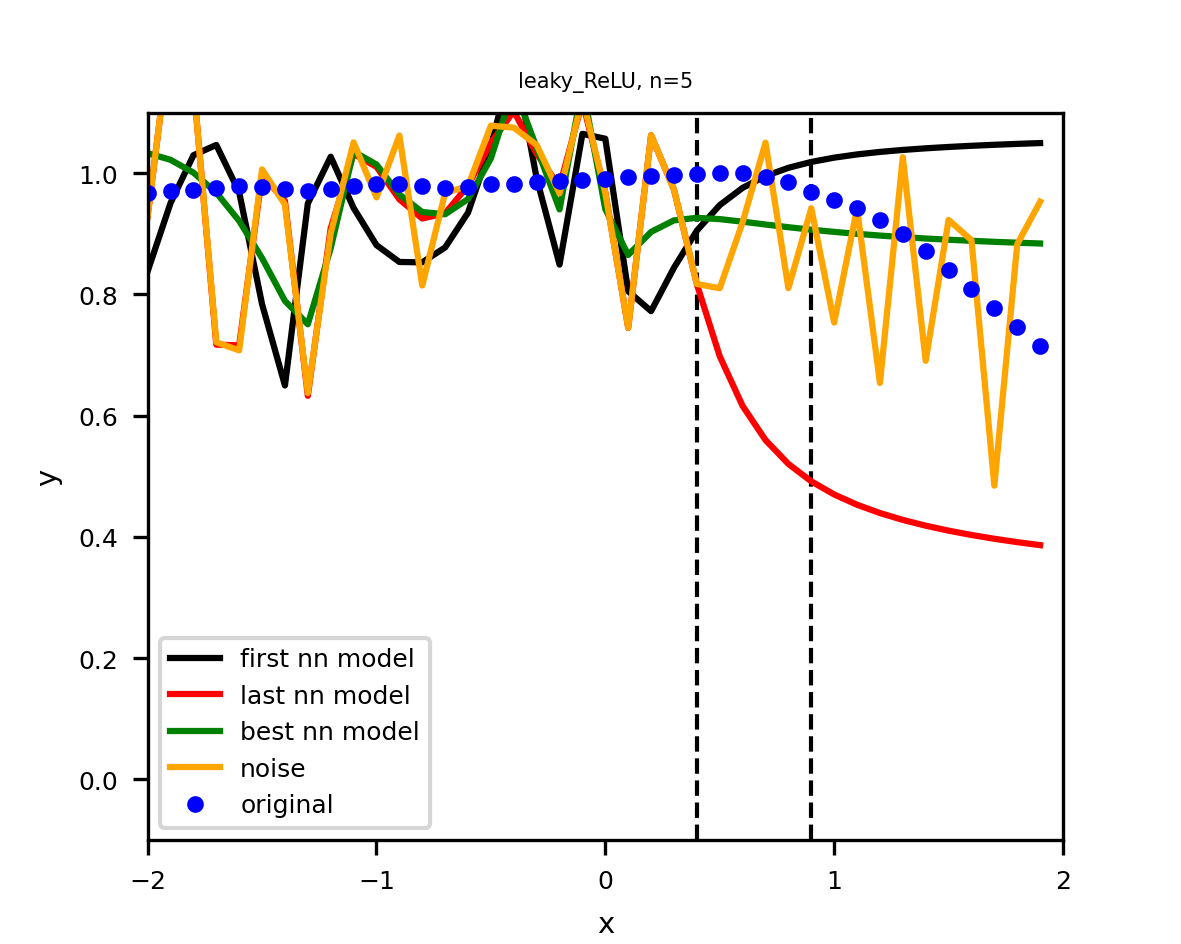 leaky_ReLU, n=5
1.0
0.8
0.6
0.4
0.2
0.0
y
first nn model
last nn model
best nn model
noise
original
−2
−1
0
1
2
x